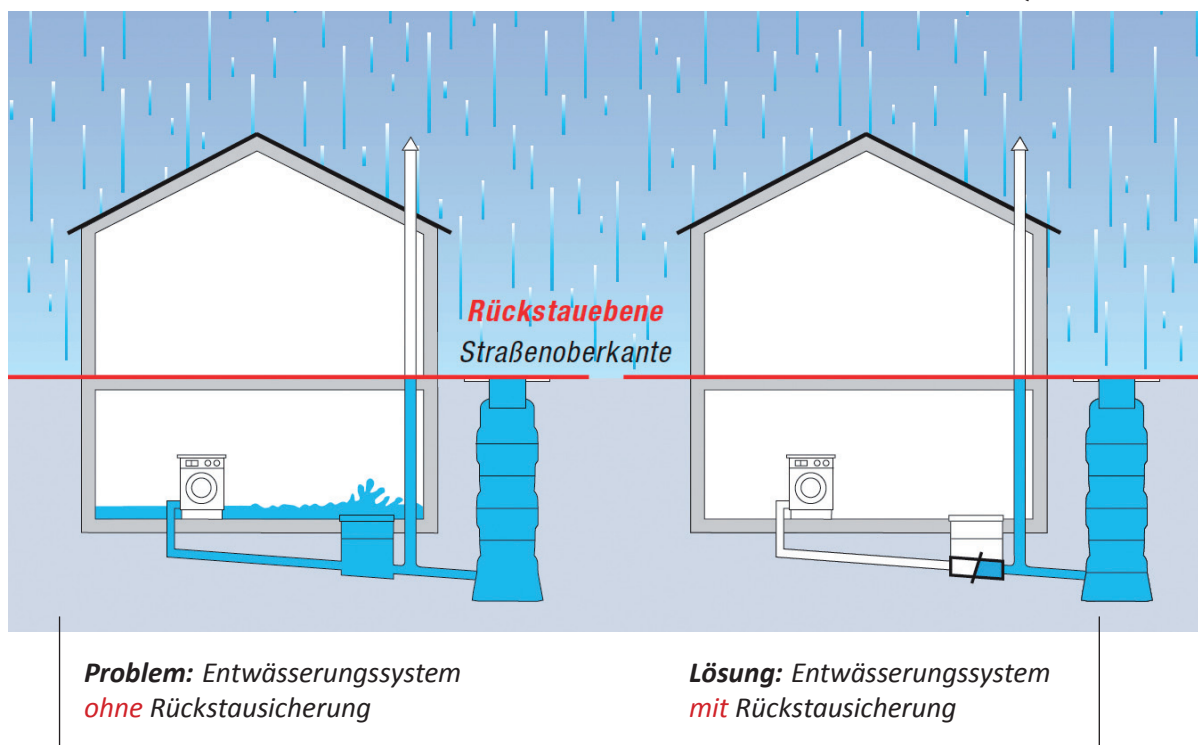 Rückstauebene
Straßenoberkante
Problem: Entwässerungssystem
ohne Rückstausicherung
Lösung: Entwässerungssystem
mit Rückstausicherung